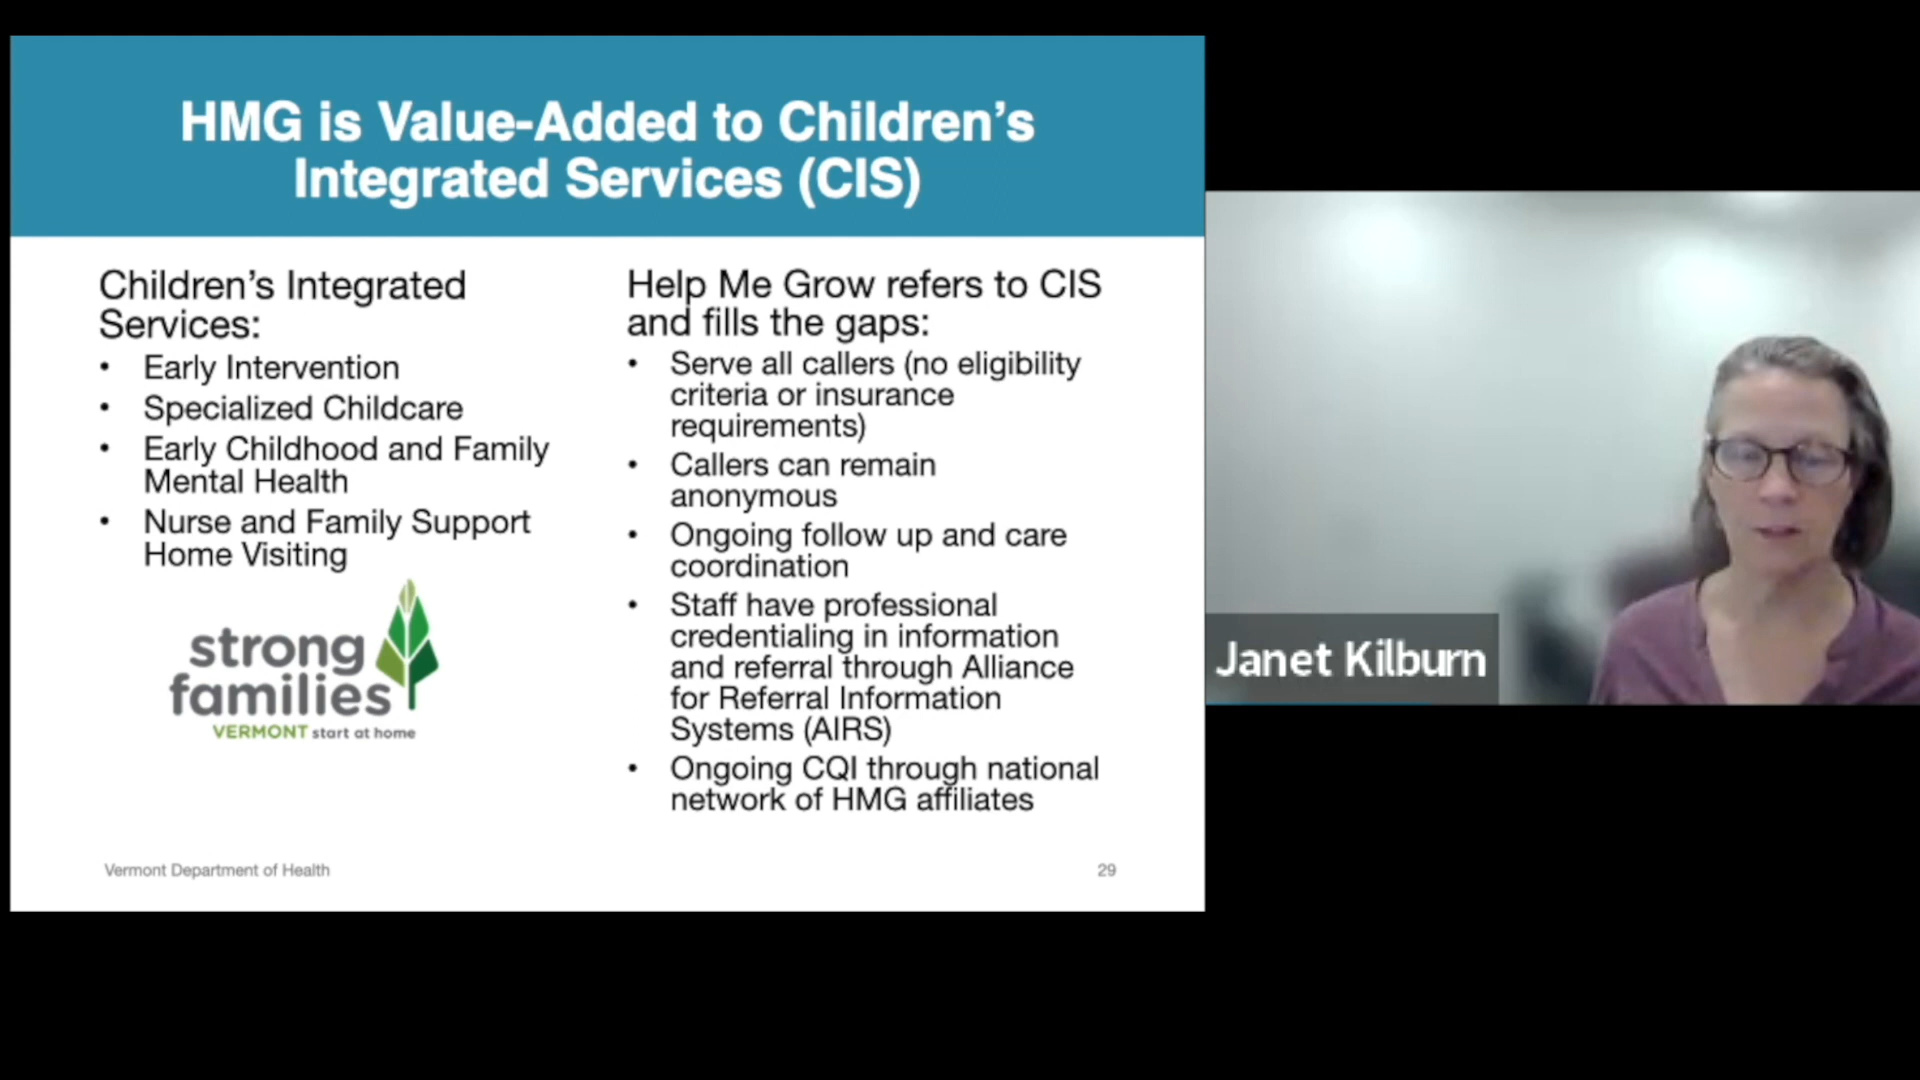 HMG is Value-Added to Children’s
Integrated Services (CIS)
Children’s Integrated
Services:
• Early Intervention
• Specialized Childcare
• Early Childhood and Family
Mental Health
• Nurse and Family Support
Home Visiting
strong
families
VERMONT start at home
Help Me Grow refers to CIS
and fills the gaps:
• Serve all callers (no eligibility
criteria or insurance
requirements)
• Callers can remain
anonymous
• Ongoing follow up and care
coordination
• Staff have professional
credentialing in information
and referral through Alliance
for Referral Information
Systems (AIRS)
• Ongoing CQI through national
network of HMG affiliates
Vermont Department of Health
29
Janet Kilburn